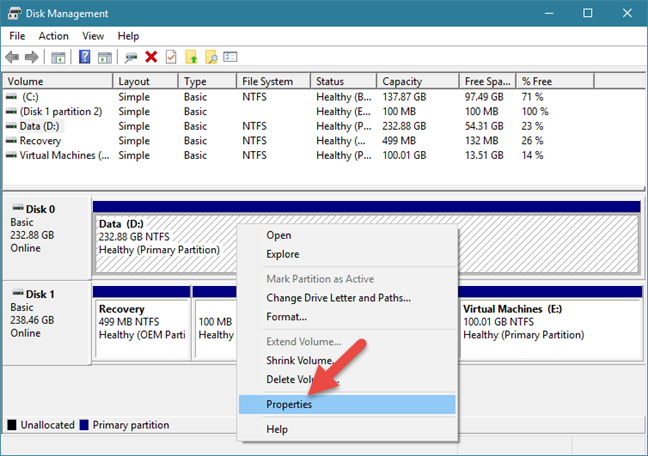 Disk Management
File Action View Help
Volume Layout Type File System Status Capacity Free Spa... % Free
(C:) Simple Basic NTFS Healthy (B... 137.87 GB 97.49 GB 71 %
(Disk 1 partition 2) Simple Basic Healthy (E... 100 MB 100 MB 100 %
Data (D:) Simple Basic NTFS Healthy (P... 232.88 GB 54.31 GB 23 %
Recovery Simple Basic NTFS Healthy (... 499 MB 132 MB 26 %
Virtual Machines (... Simple Basic NTFS Healthy (P... 100.01 GB 13.51 GB 14 %
Disk 0
Basic
232.88 GB
Online
Data (D:)
232.88 GB NTFS
Healthy (Primary Partition)
Disk 1
Basic
238.46 GB
Online
Recovery
499 MB NTFS
Healthy (OEM Parti
100 MB
Healthy
Virtual Machines (E:)
100.01 GB NTFS
Healthy (Primary Partition)
Open
Explore
Mark Partition as Active
Change Drive Letter and Paths...
Format...
Extend Volume...
Shrink Volume...
Delete Vo
Properties
Help
Unallocated Primary partition